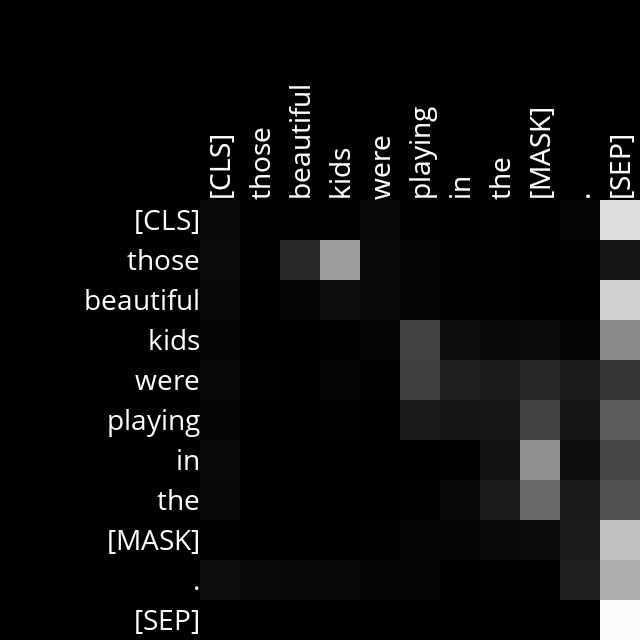 [CLS] those beautiful kids were playing in the [MASK] . [SEP]
[CLS]
those
beautiful
kids
were
playing
in
the
[MASK]
.
[SEP]